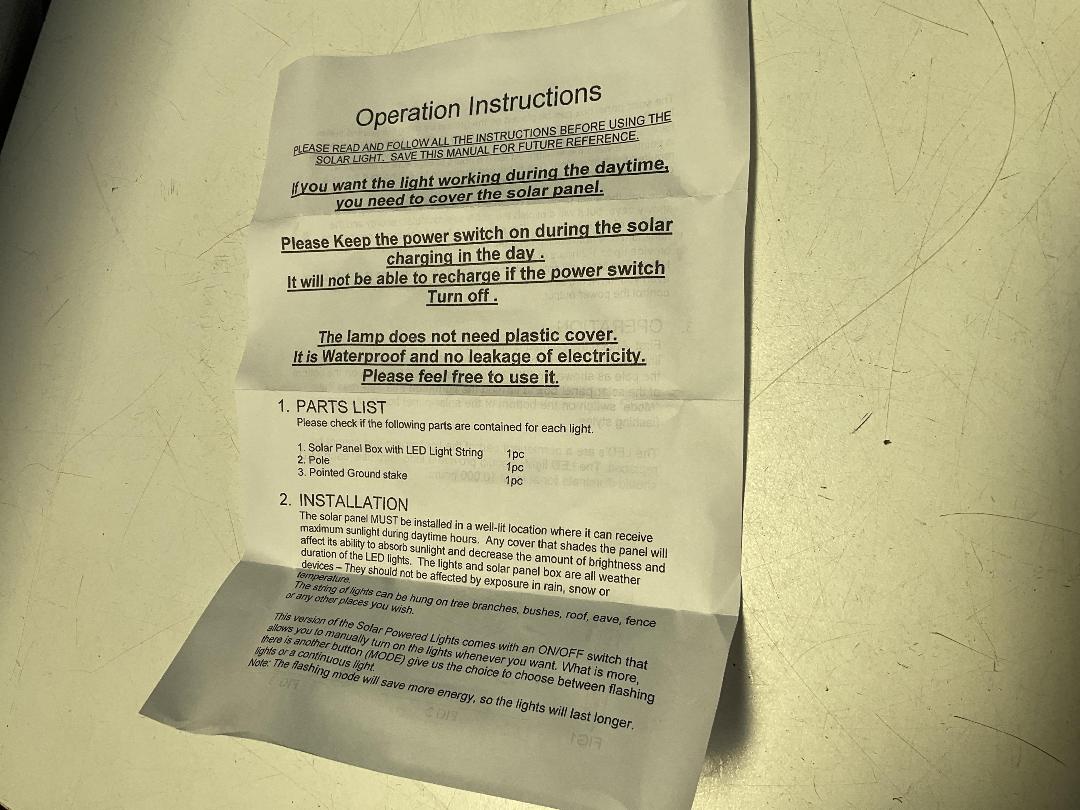 Operation Instructions
PLEASE READ AND FOLLOW ALL THE INSTRUCTIONS BEFORE USING THE
SOLAR LIGHT. SAVE THIS MANUAL FOR FUTURE REFERENCE.
If you want the light working during the daytime,
you need to cover the solar panel.
Please Keep the power switch on during the solar
charging in the day .
It will not be able to recharge if the power switch
Turn off .
The lamp does not need plastic cover.
It is Waterproof and no leakage of electricity.
Please feel free to use it.
1. PARTS LIST
Please check if the following parts are contained for each light.
1. Solar Panel Box with LED Light String 1pc
2. Pole 1pc
3. Pointed Ground stake 1pc
2. INSTALLATION
The solar panel MUST be installed in a well-lit location where it can receive
maximum sunlight during daytime hours. Any cover that shades the panel will
affect its ability to absorb sunlight and decrease the amount of brightness and
duration of the LED lights. The lights and solar panel box are all weather
devices – They should not be affected by exposure in rain, snow or
temperature.
The string of lights can be hung on tree branches, bushes, roof, eave, fence
or any other places you wish.
This version of the Solar Powered Lights comes with an ON/OFF switch that
allows you to manually turn on the lights whenever you want. What is more,
there is another button (MODE) give us the choice to choose between flashing
lights or a continuous light.
Note: The flashing mode will save more energy, so the lights will last longer.